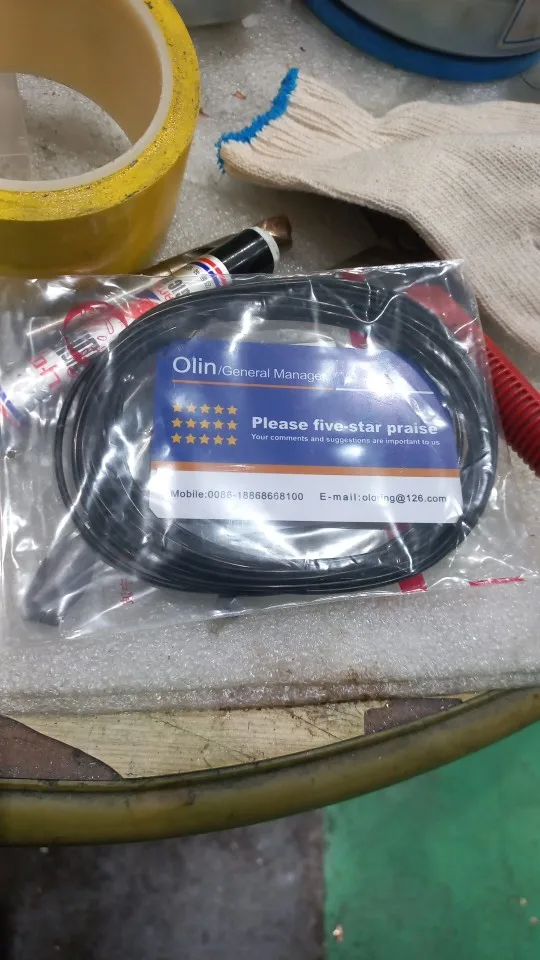 Olin/General Manager
Please five-star praise
Your comments and suggestions are important to us
Mobile:0086-18868668100 E-mail:oloring@126.com